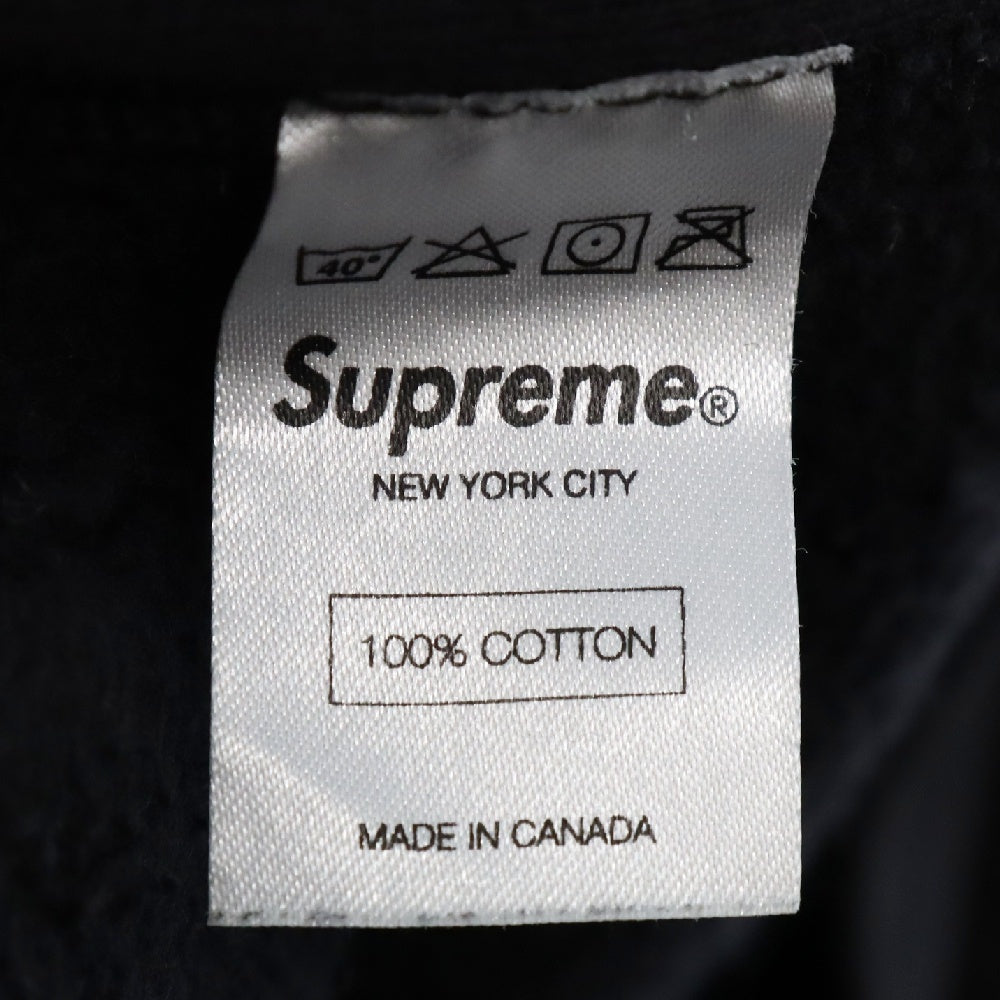 40°
Supreme®
NEW YORK CITY
100% COTTON
MADE IN CANADA